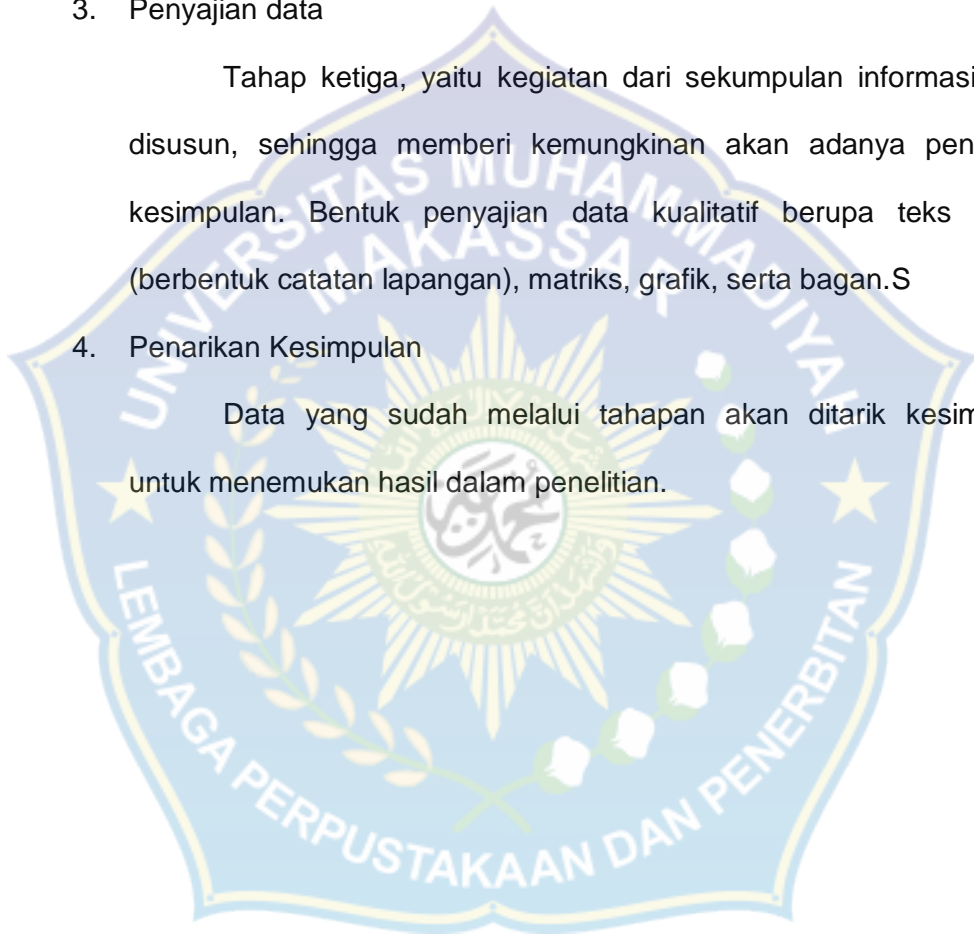 3. Penyajian data
Tahap ketiga, yaitu kegiatan dari sekumpulan informasi
disusun, sehingga memberi kemungkinan akan adanya pen
kesimpulan. Bentuk penyajian data kualitatif berupa teks
(berbentuk catatan lapangan), matriks, grafik, serta bagan.S
4. Penarikan Kesimpulan
Data yang sudah melalui tahapan akan ditarik kesim
untuk menemukan hasil dalam penelitian.
UNIVERSITAS MUHAMMADIYAH
MAKASSAR
LEMBAGA PERPUSTAKAAN DAN PENERBITAN